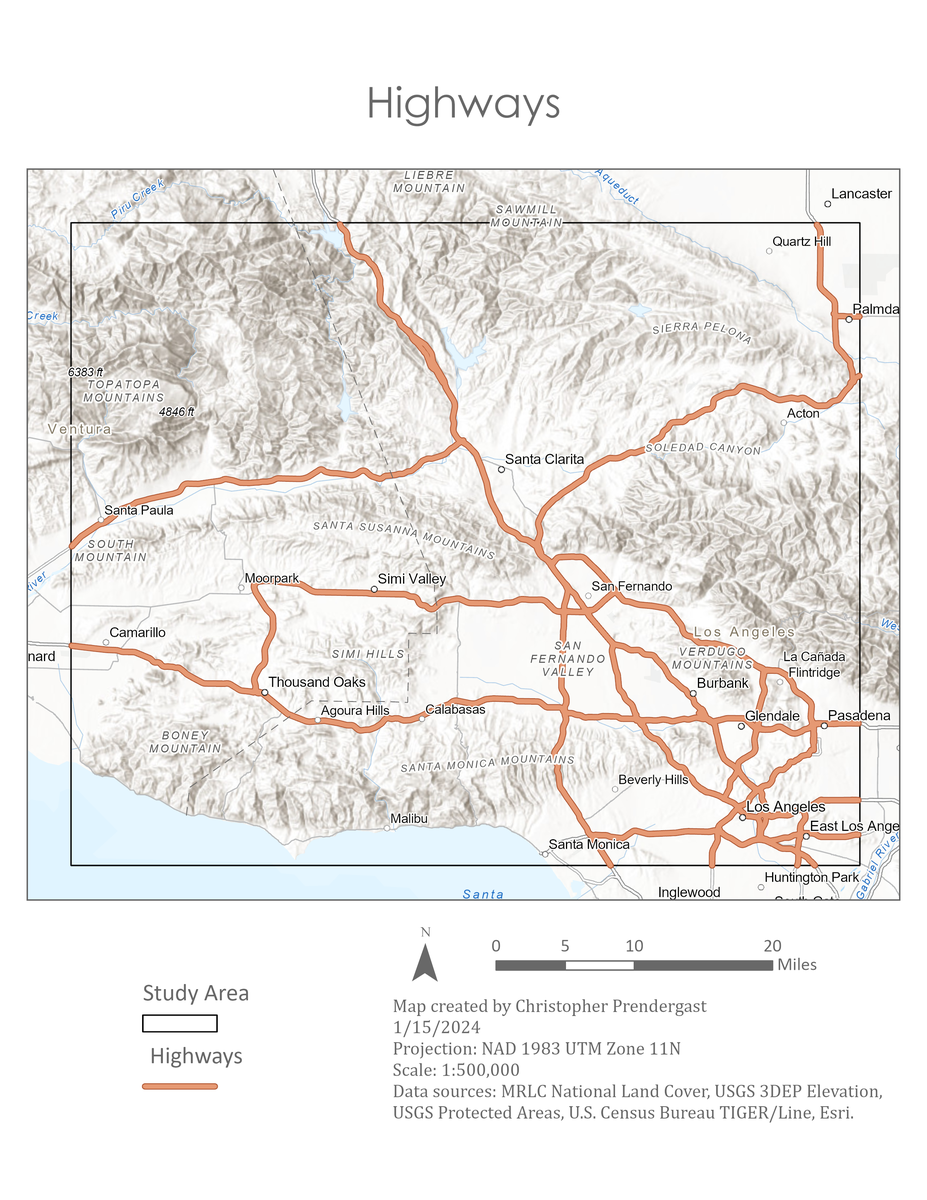 Highways
LIEBRE
MOUNTAIN
Aqueduct
Piru Creek
Lancaster
SAWMILL
MOUNTAIN
Quartz Hill
Creek
Palmda
SIERRA PELONA
6383 ft
TOPATOPA
MOUNTAINS
4846 ft
Acton
Ventura
SOLEDAD CANYON
Santa Clarita
Santa Paula
SANTA SUSANNA MOUNTAINS
SOUTH
MOUNTAIN
River
Moorpark
Simi Valley
San Fernando
Camarillo
Los Angeles
Wes
nard
SIMI HILLS
SAN
FERNANDO
VALLEY
VERDUGO
MOUNTAINS
La Cañada
Flintridge
Thousand Oaks
Burbank
Agoura Hills
Calabasas
Glendale
Pasadena
BONEY
MOUNTAIN
SANTA MONICA MOUNTAINS
Beverly Hills
Malibu
Los Angeles
East Los Ange
Santa Monica
Gabriel River
Huntington Park
Santa
Inglewood
South Gat
N
0 5 10 20
Miles
Study Area
Highways
Map created by Christopher Prendergast
1/15/2024
Projection: NAD 1983 UTM Zone 11N
Scale: 1:500,000
Data sources: MRLC National Land Cover, USGS 3DEP Elevation,
USGS Protected Areas, U.S. Census Bureau TIGER/Line, Esri.